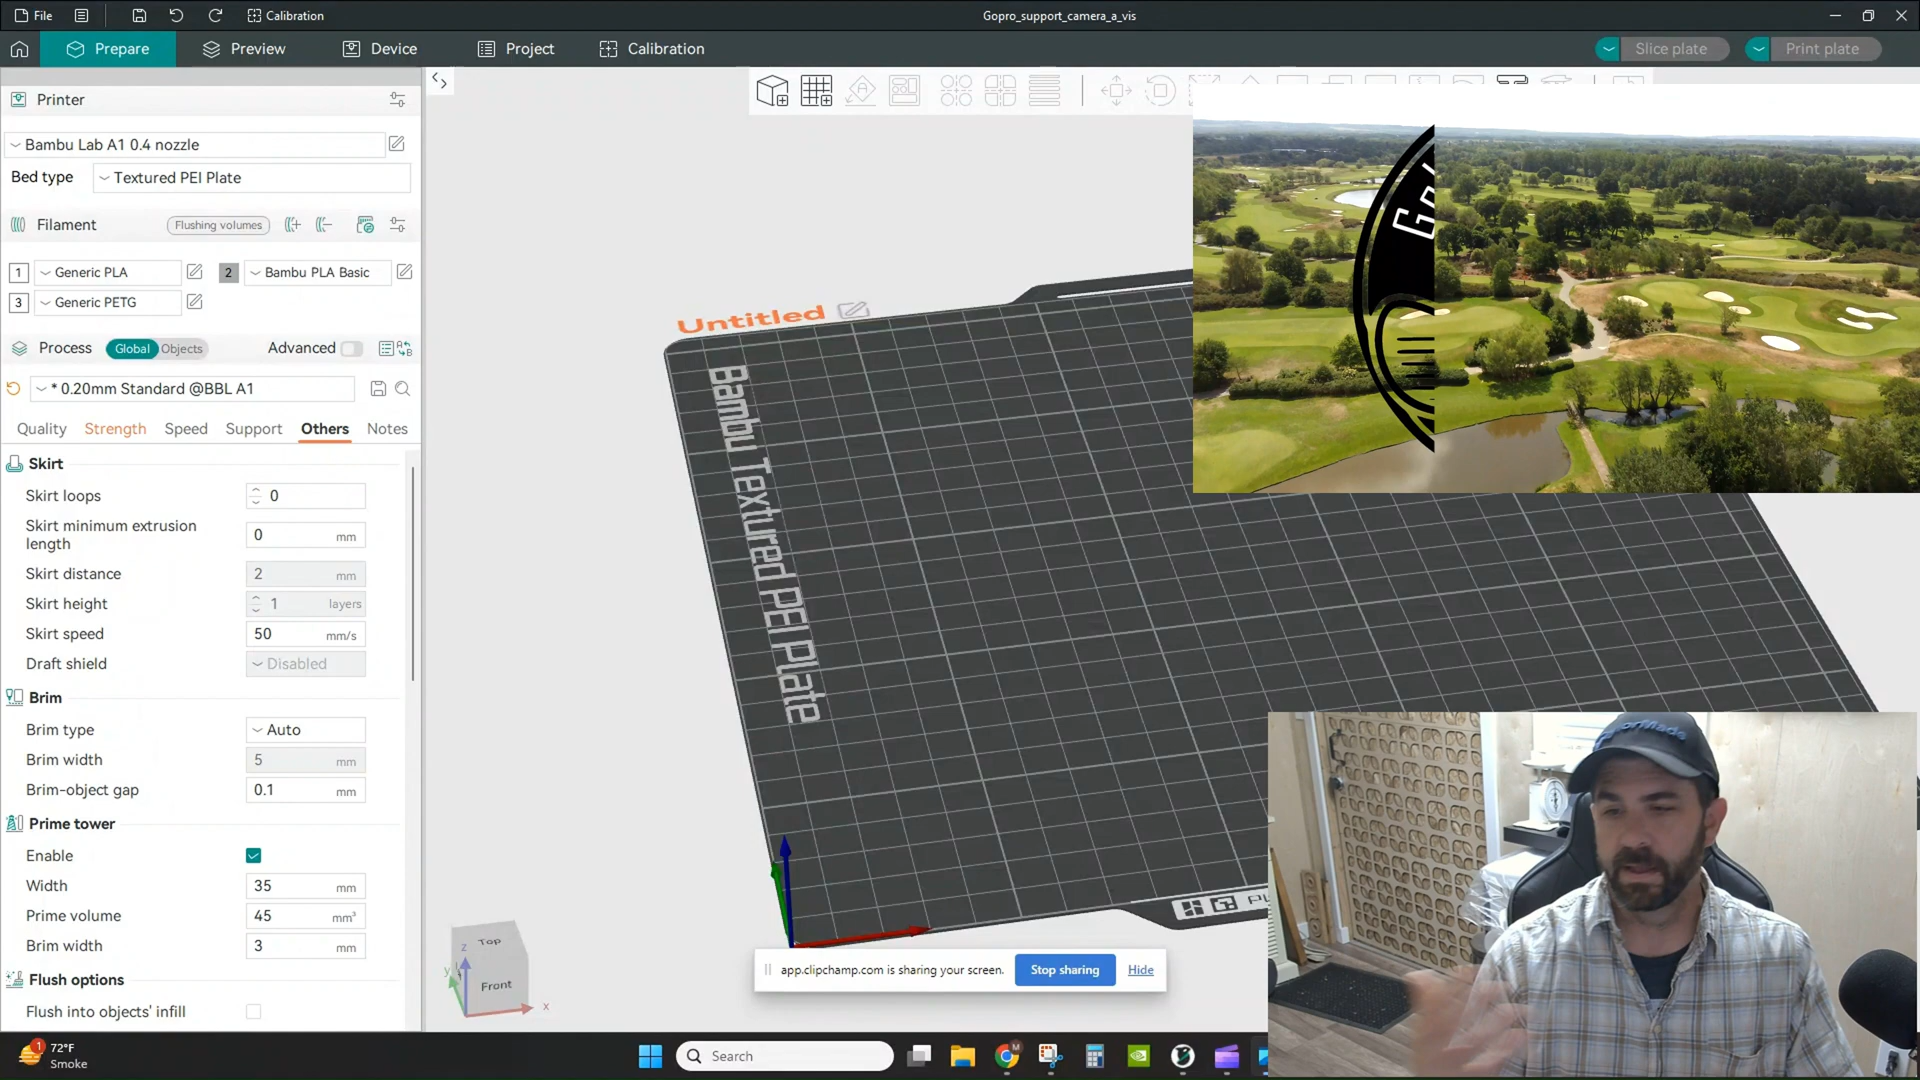 File
Calibration
Gopro_support_camera_a_vis
Prepare
Preview
Device
Project
Calibration
Slice plate
Print plate
Printer
Bambu Lab A1 0.4 nozzle
Bed type
Textured PEI Plate
Filament
Flushing volumes
1 Generic PLA
2 Bambu PLA Basic
3 Generic PETG
Process
Global
Objects
Advanced
* 0.20mm Standard @BBL A1
Quality
Strength
Speed
Support
Others
Notes
Skirt
Skirt loops 0
Skirt minimum extrusion
length 0 mm
Skirt distance 2 mm
Skirt height 1 layers
Skirt speed 50 mm/s
Draft shield Disabled
Brim
Brim type Auto
Brim width 5 mm
Brim-object gap 0.1 mm
Prime tower
Enable
Width 35 mm
Prime volume 45 mm³
Brim width 3 mm
Flush options
Flush into objects' infill
Untitled
Bambu Textured PEI Plate
Top
Front
z
y
x
app.clipchamp.com is sharing your screen.
Stop sharing
Hide
1
72°F
Smoke
Search